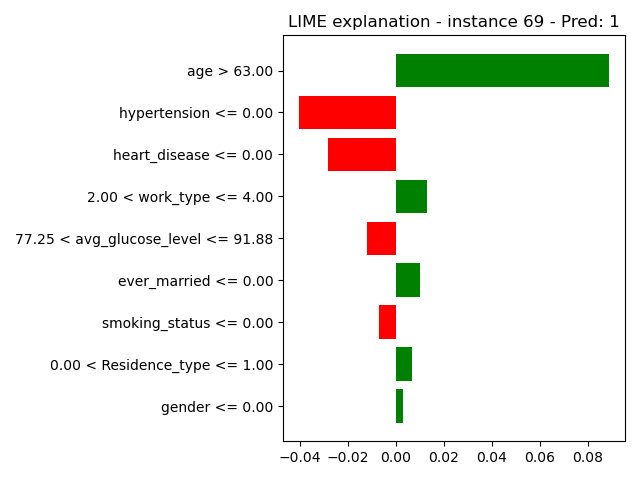 LIME explanation - instance 69 - Pred: 1
age > 63.00
hypertension <= 0.00
heart_disease <= 0.00
2.00 < work_type <= 4.00
77.25 < avg_glucose_level <= 91.88
ever_married <= 0.00
smoking_status <= 0.00
0.00 < Residence_type <= 1.00
gender <= 0.00
−0.04 −0.02 0.00 0.02 0.04 0.06 0.08